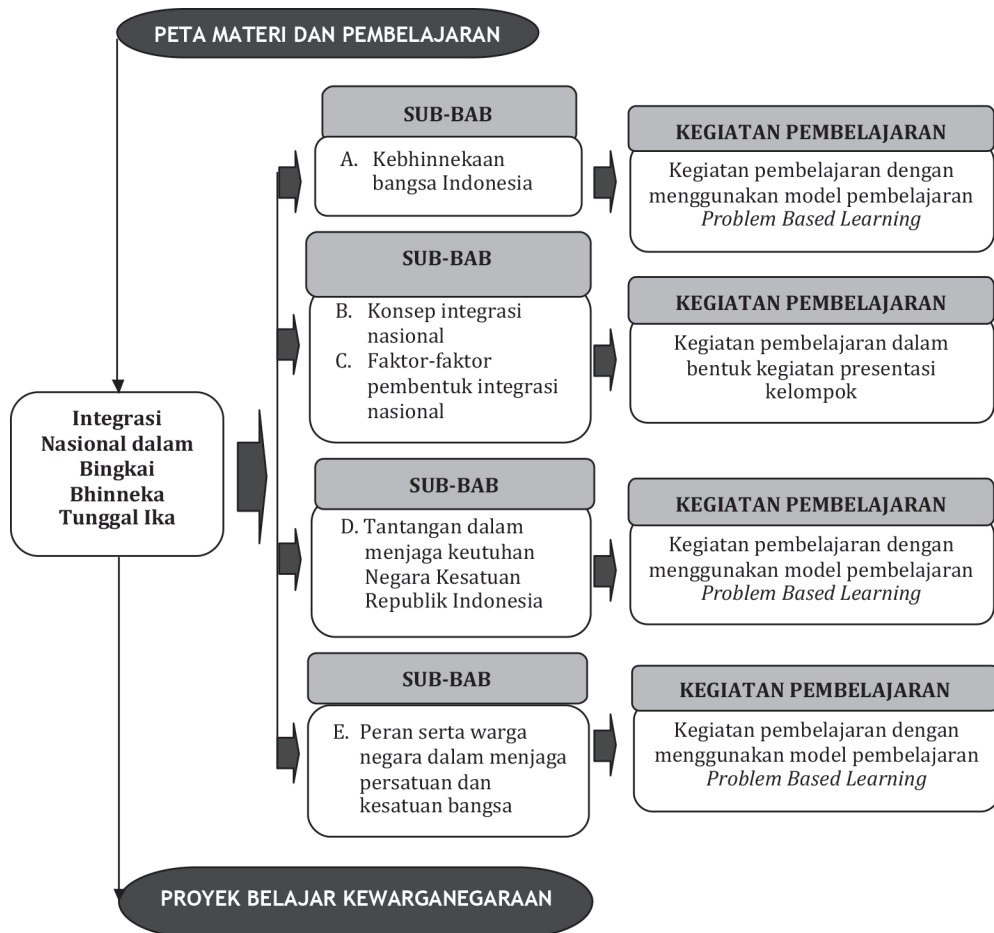 PETA MATERI DAN PEMBELAJARAN
Integrasi
Nasional dalam
Bingkai
Bhinneka
Tunggal Ika
SUB-BAB
A. Kebhinnekaan
bangsa Indonesia
KEGIATAN PEMBELAJARAN
Kegiatan pembelajaran dengan
menggunakan model pembelajaran
Problem Based Learning
SUB-BAB
B. Konsep integrasi
nasional
C. Faktor-faktor
pembentuk integrasi
nasional
KEGIATAN PEMBELAJARAN
Kegiatan pembelajaran dalam
bentuk kegiatan presentasi
kelompok
SUB-BAB
D. Tantangan dalam
menjaga keutuhan
Negara Kesatuan
Republik Indonesia
KEGIATAN PEMBELAJARAN
Kegiatan pembelajaran dengan
menggunakan model pembelajaran
Problem Based Learning
SUB-BAB
E. Peran serta warga
negara dalam menjaga
persatuan dan
kesatuan bangsa
KEGIATAN PEMBELAJARAN
Kegiatan pembelajaran dengan
menggunakan model pembelajaran
Problem Based Learning
PROYEK BELAJAR KEWARGANEGARAAN